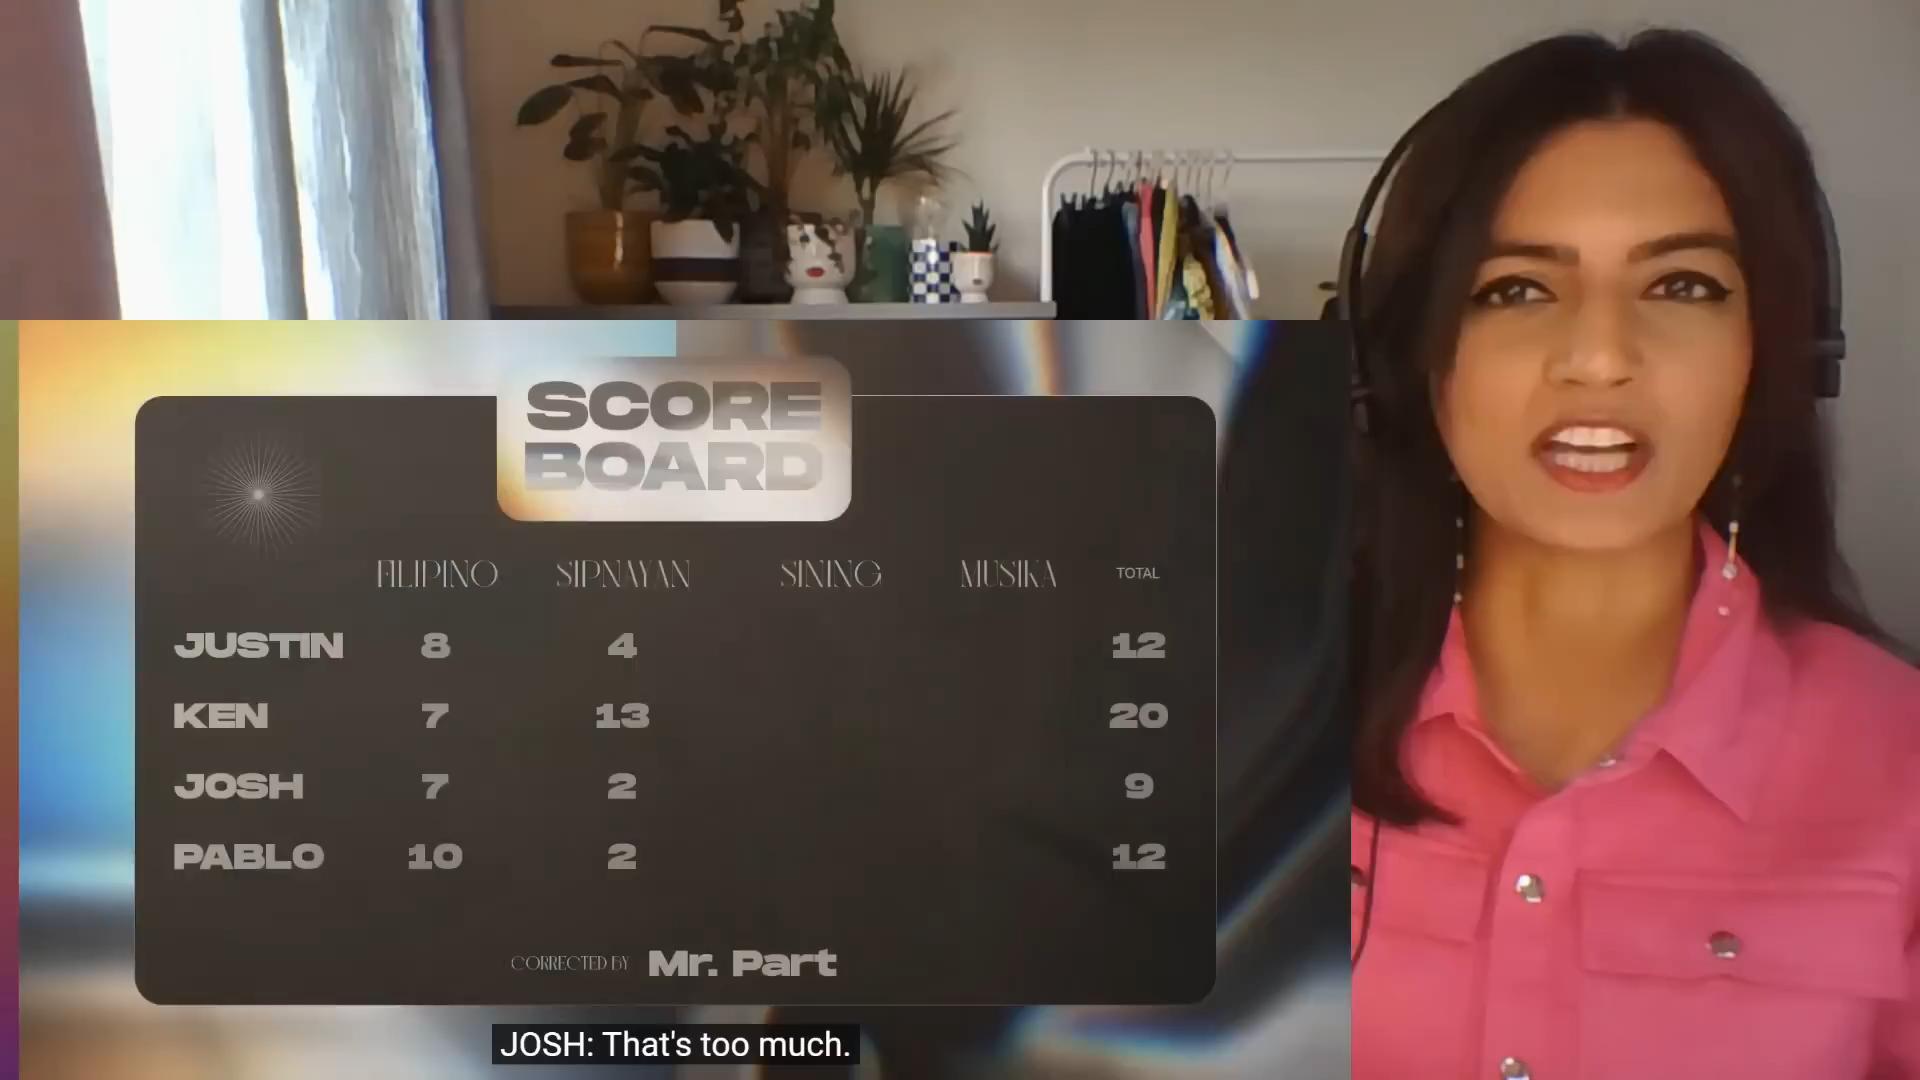 SCORE
BOARD
FILIPINO SIPNAYAN SINING MUSIKA TOTAL
JUSTIN 8 4 12
KEN 7 13 20
JOSH 7 2 9
PABLO 10 2 12
CORRECTED BY Mr. Part
JOSH: That's too much.